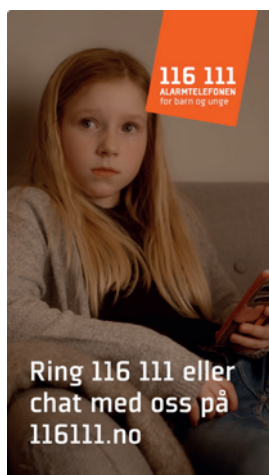 116 111
ALARMTELEFONEN
for barn og unge
Ring 116 111 eller
chat med oss på
116111.no